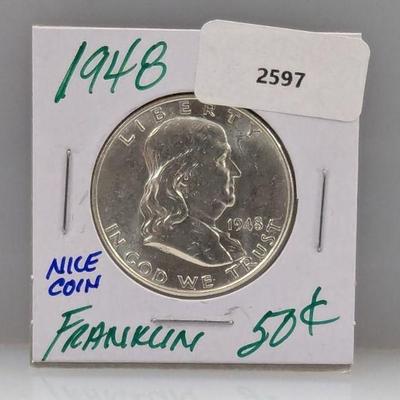 1948
2597
LIBERTY
1948
IN GOD WE TRUST
NICE
COIN
FRANKLIN 50¢